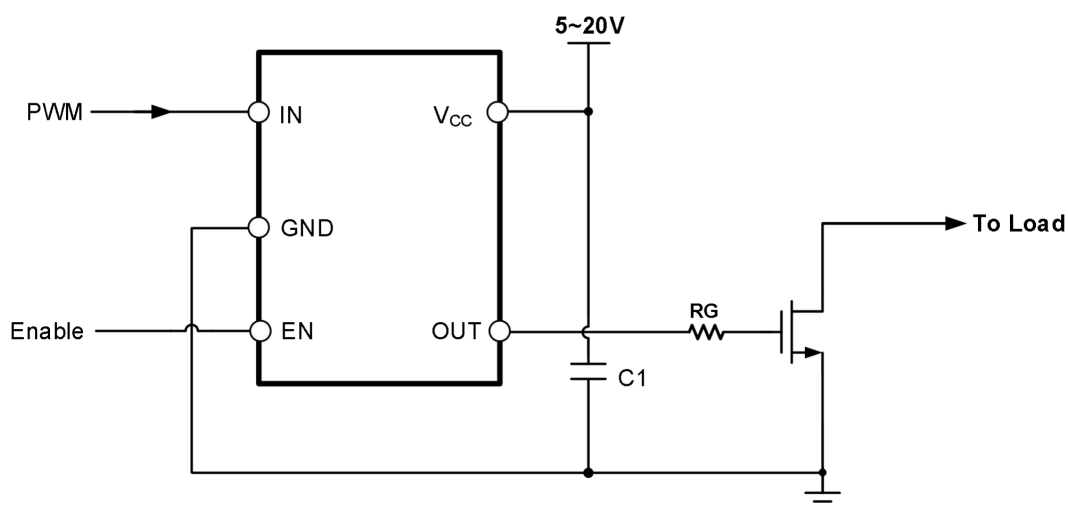 5~20V
PWM
IN
VCC
GND
To Load
RG
Enable
EN
OUT
C1